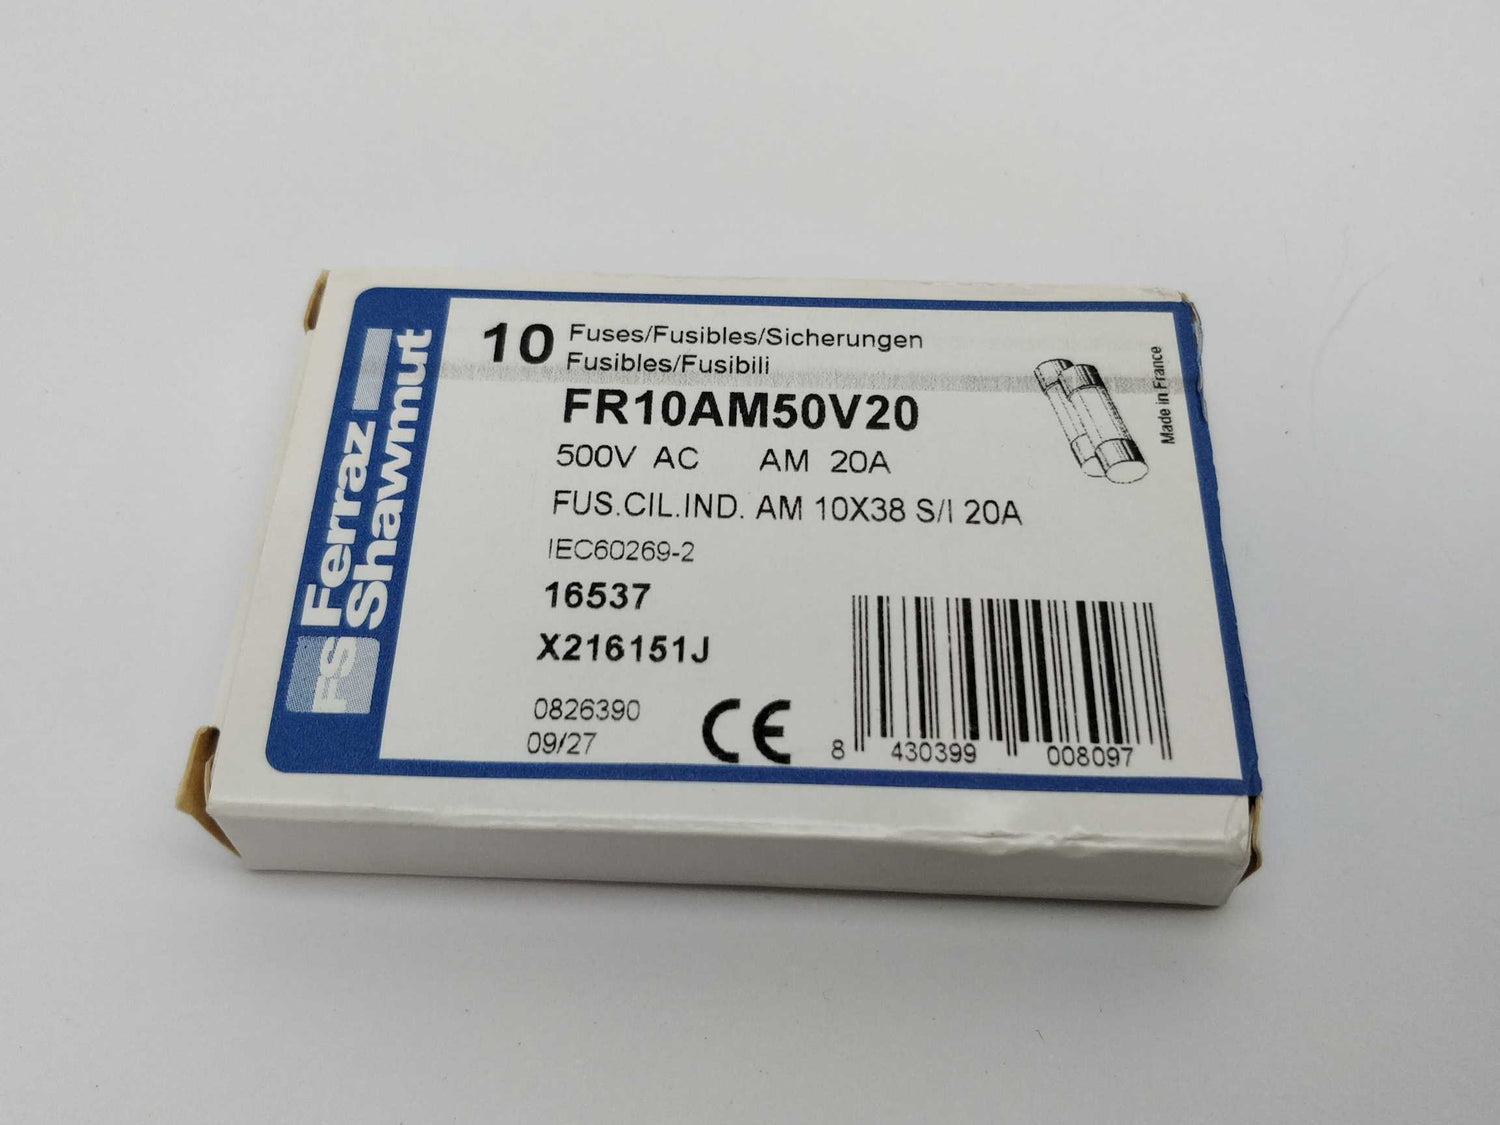 FS Ferraz
Shawmut
10 Fuses/Fusibles/Sicherungen
Fusibles/Fusibili
FR10AM50V20
500V AC AM 20A
FUS.CIL.IND. AM 10X38 S/I 20A
IEC60269-2
16537
X216151J
0826390
09/27
CE
8 430399 008097
Made in France